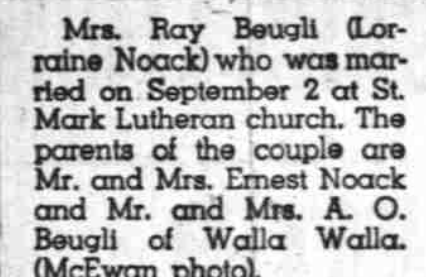 Mrs. Ray Beugli (Lor-
raine Noack) who was mar-
ried on September 2 at St.
Mark Lutheran church. The
parents of the couple are
Mr. and Mrs. Ernest Noack
and Mr. and Mrs. A. O.
Beugli of Walla Walla.
(McEwan photo).